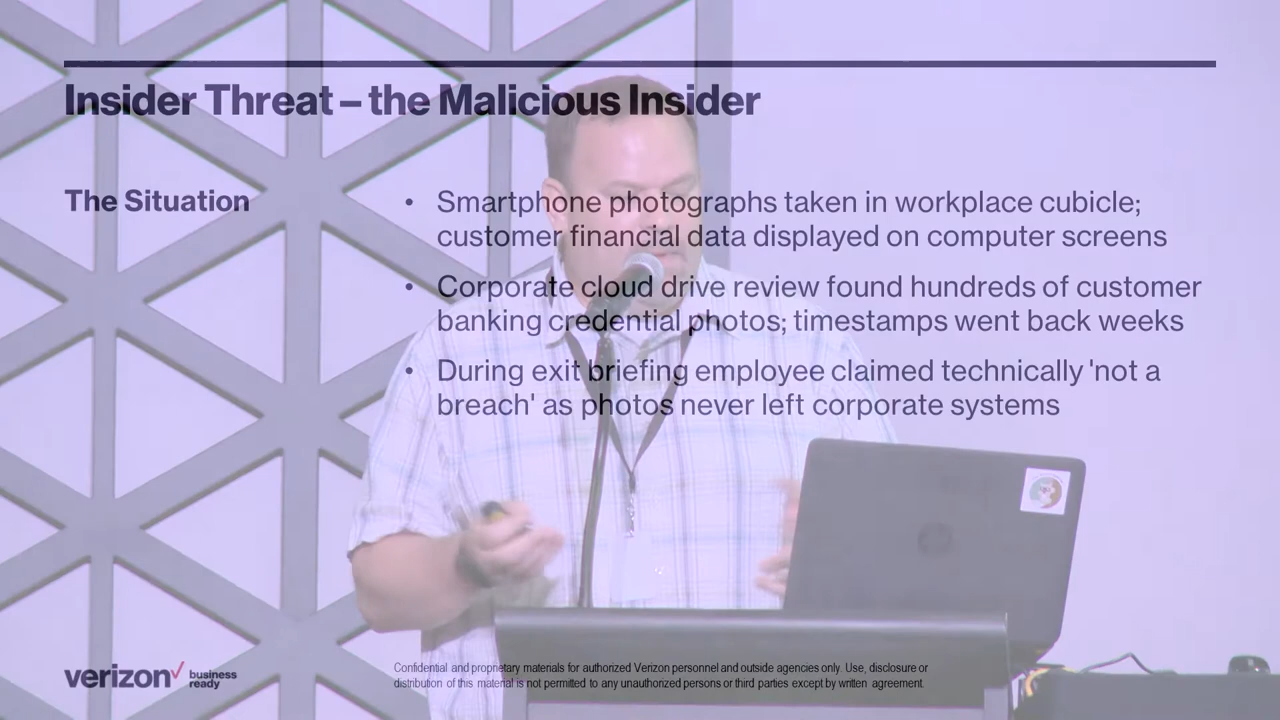 Insider Threat – the Malicious Insider
The Situation
• Smartphone photographs taken in workplace cubicle;
customer financial data displayed on computer screens
• Corporate cloud drive review found hundreds of customer
banking credential photos; timestamps went back weeks
• During exit briefing employee claimed technically 'not a
breach' as photos never left corporate systems
verizon✓ business
ready
Confidential and proprietary materials for authorized Verizon personnel and outside agencies only. Use, disclosure or
distribution of this material is not permitted to any unauthorized persons or third parties except by written agreement.